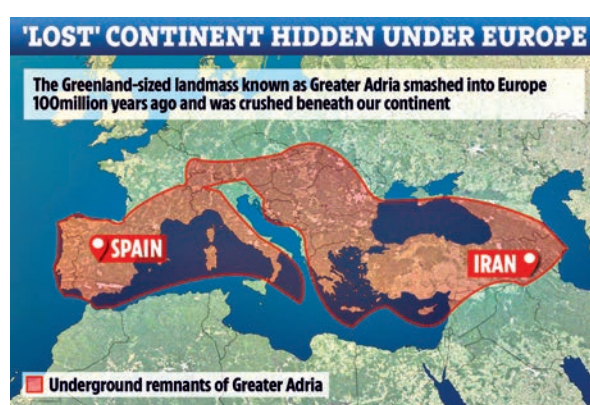 'LOST' CONTINENT HIDDEN UNDER EUROPE
The Greenland-sized landmass known as Greater Adria smashed into Europe
100million years ago and was crushed beneath our continent
SPAIN
IRAN
Underground remnants of Greater Adria